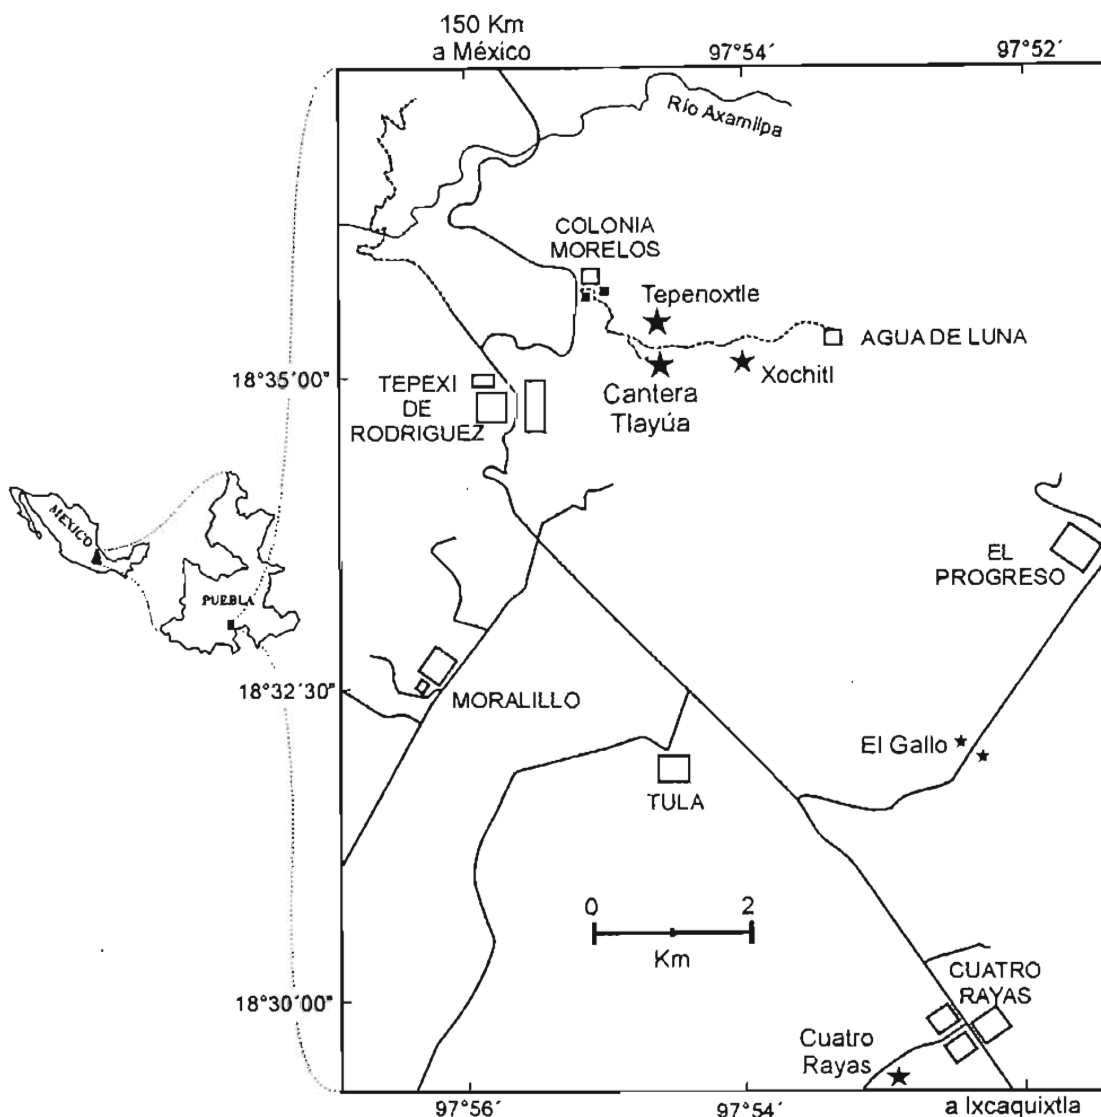 150 Km
a México
97°54´
97°52´
Río Axamilpa
COLONIA
MORELOS
Tepenoxtle
AGUA DE LUNA
Xochitl
18°35´00"
TEPEXI
DE
RODRIGUEZ
Cantera
Tlayúa
MÉXICO
PUEBLA
EL
PROGRESO
18°32´30"
MORALILLO
El Gallo
TULA
0 2
Km
18°30´00"
CUATRO
RAYAS
Cuatro
Rayas
97°56´
97°54´
a Ixcaquixtla